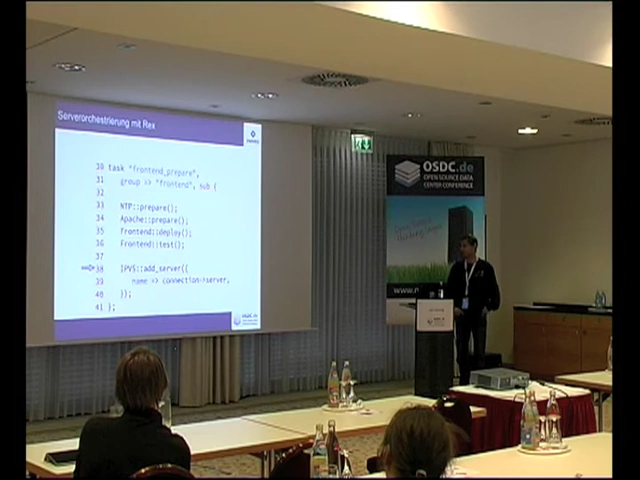 Serverorchestrierung mit Rex
30 task "frontend_prepare",
31 group => "frontend", sub {
32
33 NTP::prepare();
34 Apache::prepare();
35 Frontend::deploy();
36 Frontend::test();
37
38 IPVS::add_server({
39 name => connection->server,
40 });
41 };
OSDC.de
OPEN SOURCE DATA
CENTER CONFERENCE